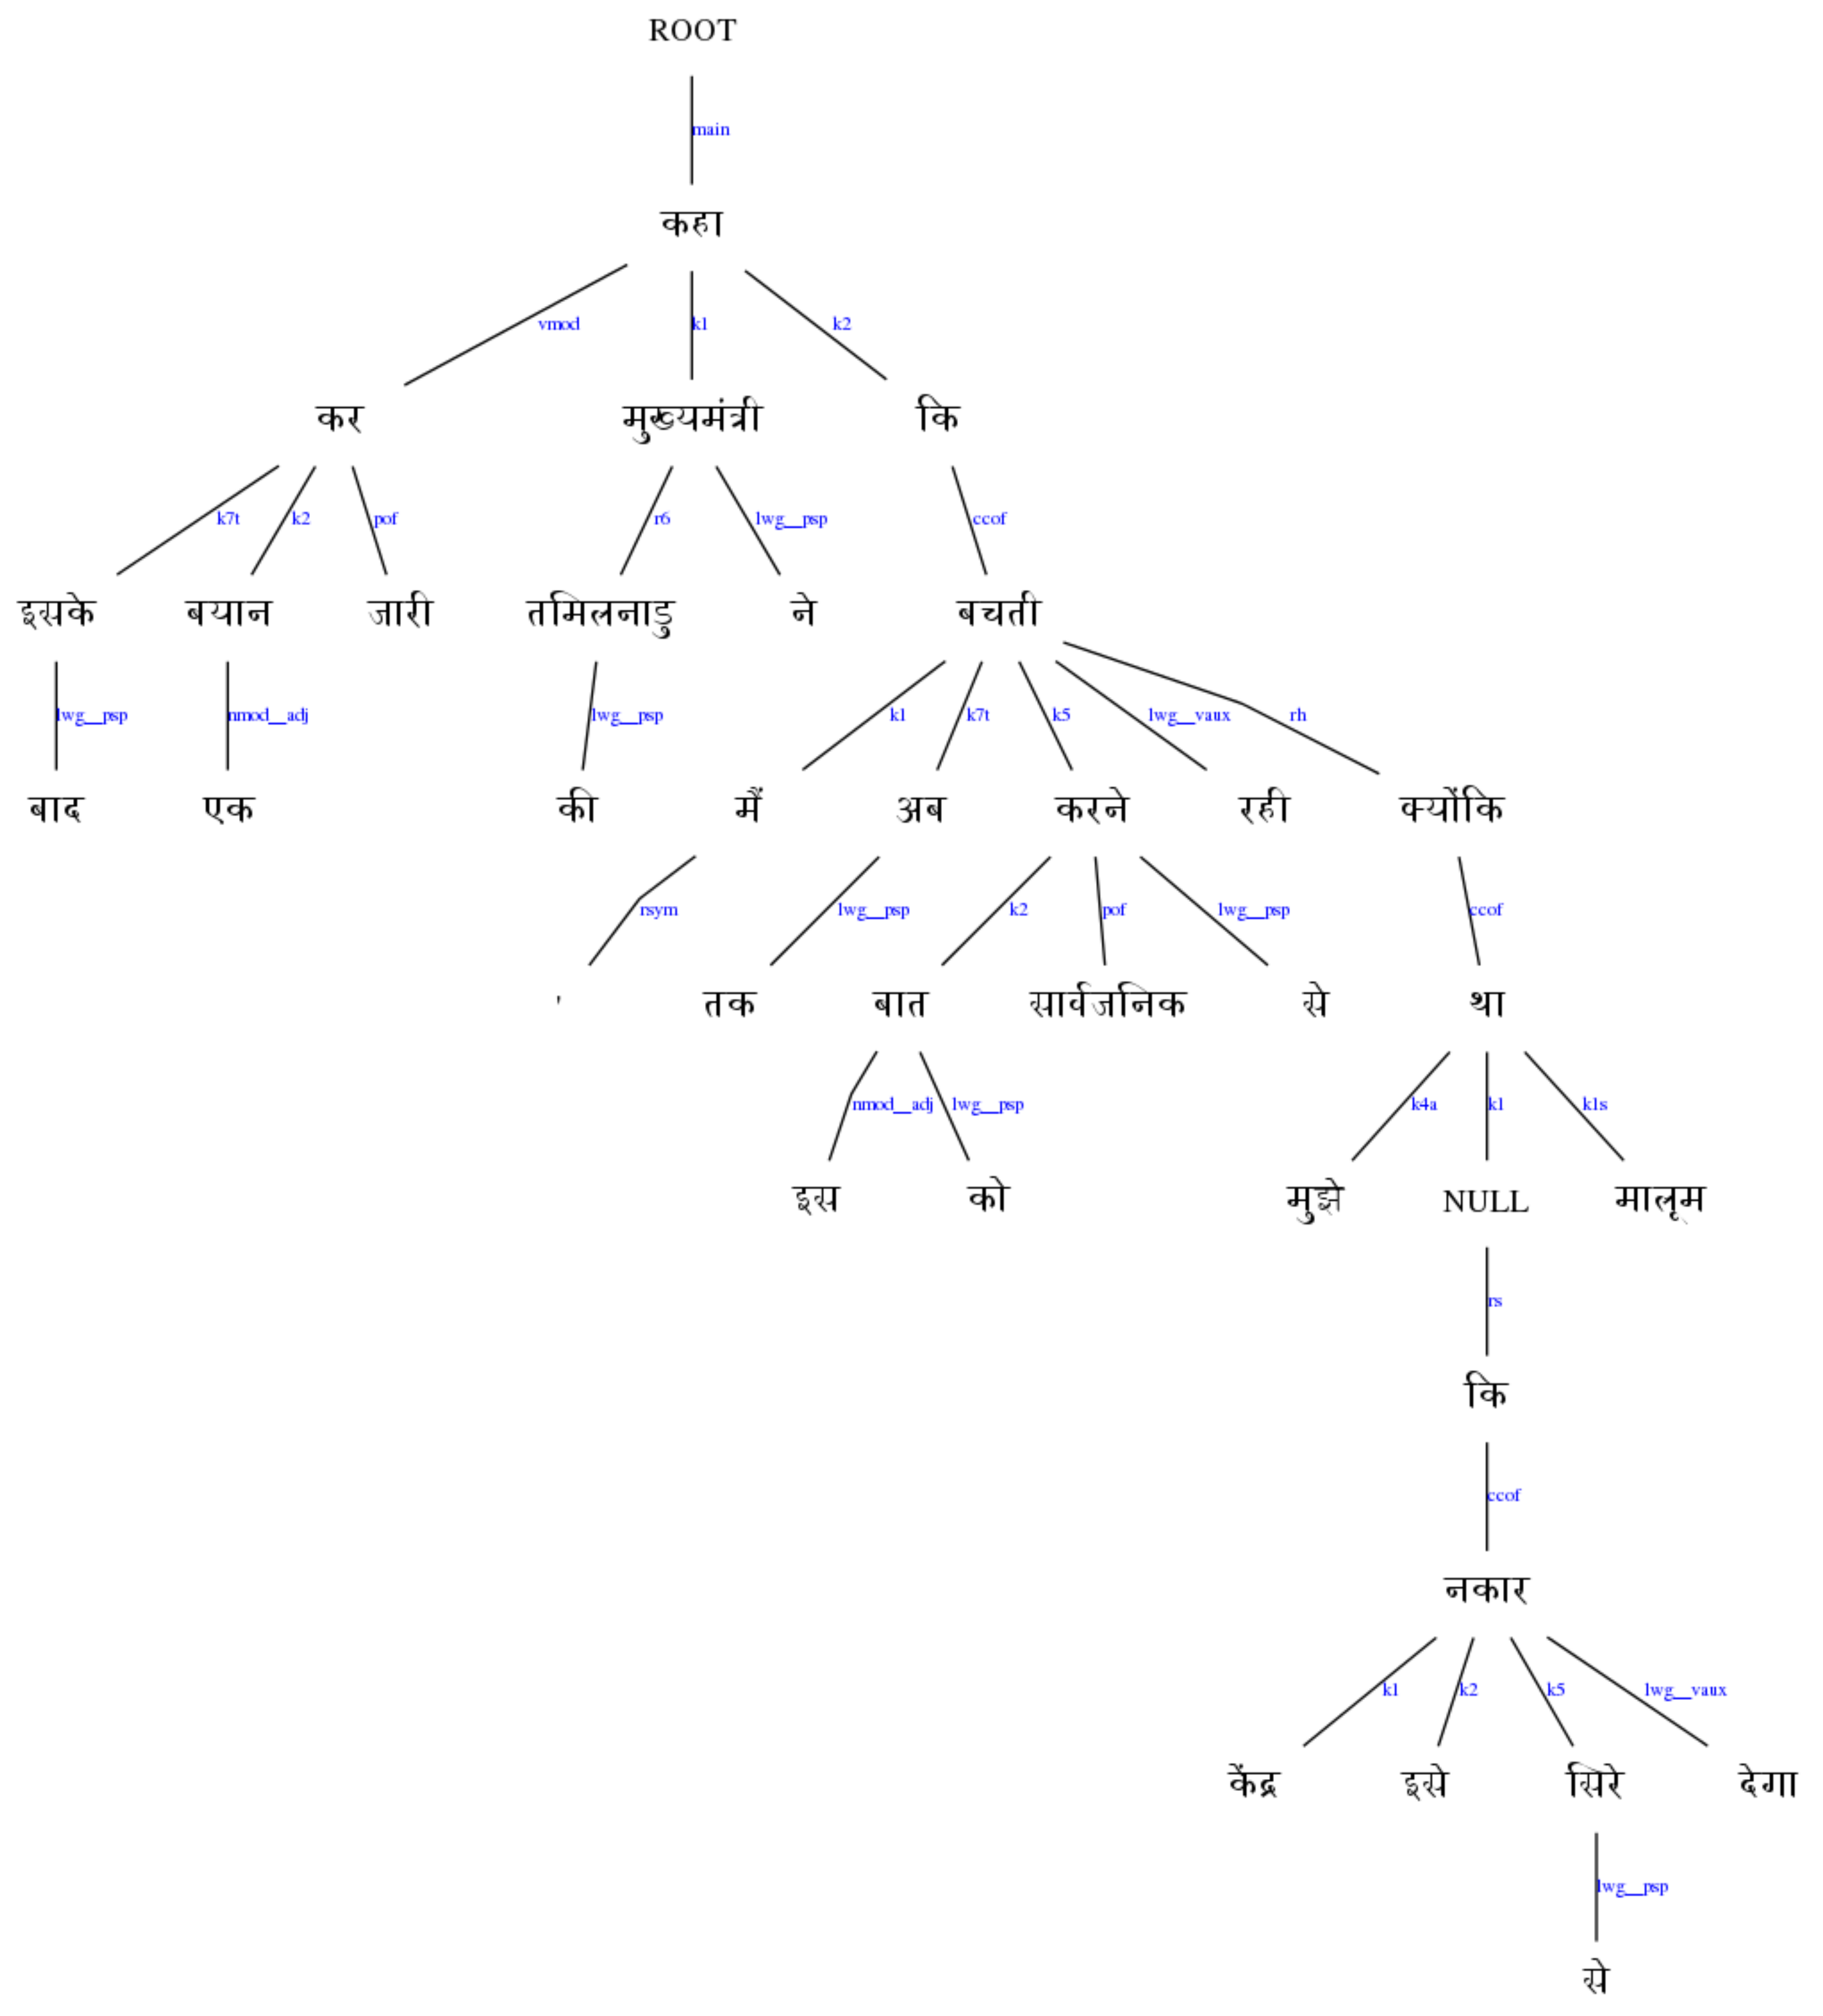 ROOT
main
कहा
vmod k1 k2
कर मुख्यमंत्री कि
k7t k2 pof r6 lwg__psp ccof
इसके बयान जारी तमिलनाडु ने बचती
lwg__psp nmod__adj lwg__psp k1 k7t k5 lwg__vaux rh
बाद एक की मैं अब करने रही क्योंकि
rsym lwg__psp k2 pof lwg__psp ccof
' तक बात सार्वजनिक से था
nmod__adj lwg__psp k4a k1 k1s
इस को मुझे NULL मालूम
rs
कि
ccof
नकार
k1 k2 k5 lwg__vaux
केंद्र इसे सिरे देगा
lwg__psp
से